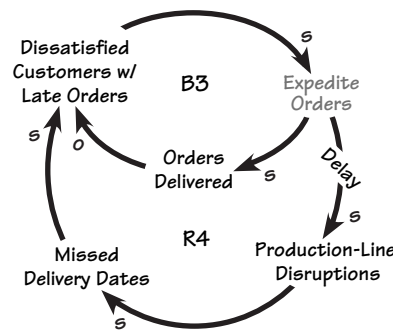 Dissatisfied
Customers w/
Late Orders
s
B3
Expedite
Orders
s
o
Orders
Delivered
s
Delay
s
R4
Missed
Delivery Dates
Production-Line
Disruptions
s